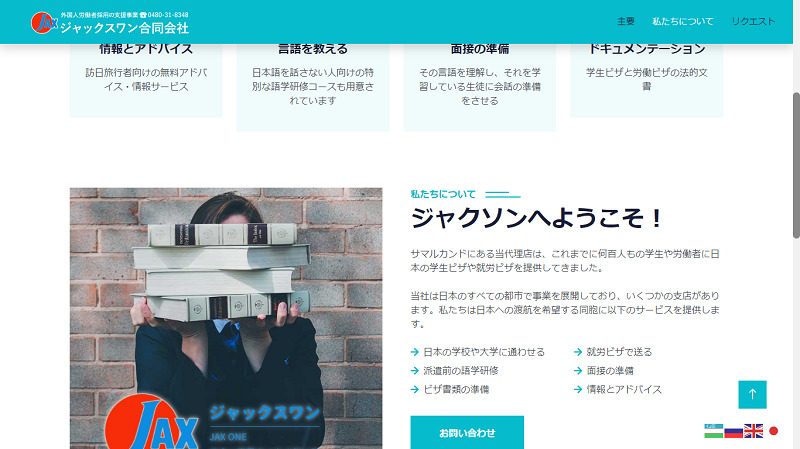 外国人労働者採用の支援事業 ☎0480-31-8348
JAX ジャックスワン合同会社
主要 私たちについて リクエスト
情報とアドバイス
訪日旅行者向けの無料アドバ
イス・情報サービス
言語を教える
日本語を話さない人向けの特
別な語学研修コースも用意さ
れています
面接の準備
その言語を理解し、それを学
習している生徒に会話の準備
をさせる
ドキュメンテーション
学生ビザと労働ビザの法的文
書
私たちについて
ジャクソンへようこそ！
サマルカンドにある当代理店は、これまでに何百人もの学生や労働者に日
本の学生ビザや就労ビザを提供してきました。
当社は日本のすべての都市で事業を展開しており、いくつかの支店があり
ます。私たちは日本への渡航を希望する同胞に以下のサービスを提供しま
す。
→ 日本の学校や大学に通わせる
→ 就労ビザで送る
→ 派遣前の語学研修
→ 面接の準備
→ ビザ書類の準備
→ 情報とアドバイス
お問い合わせ
JAX
ジャックスワン
JAX ONE